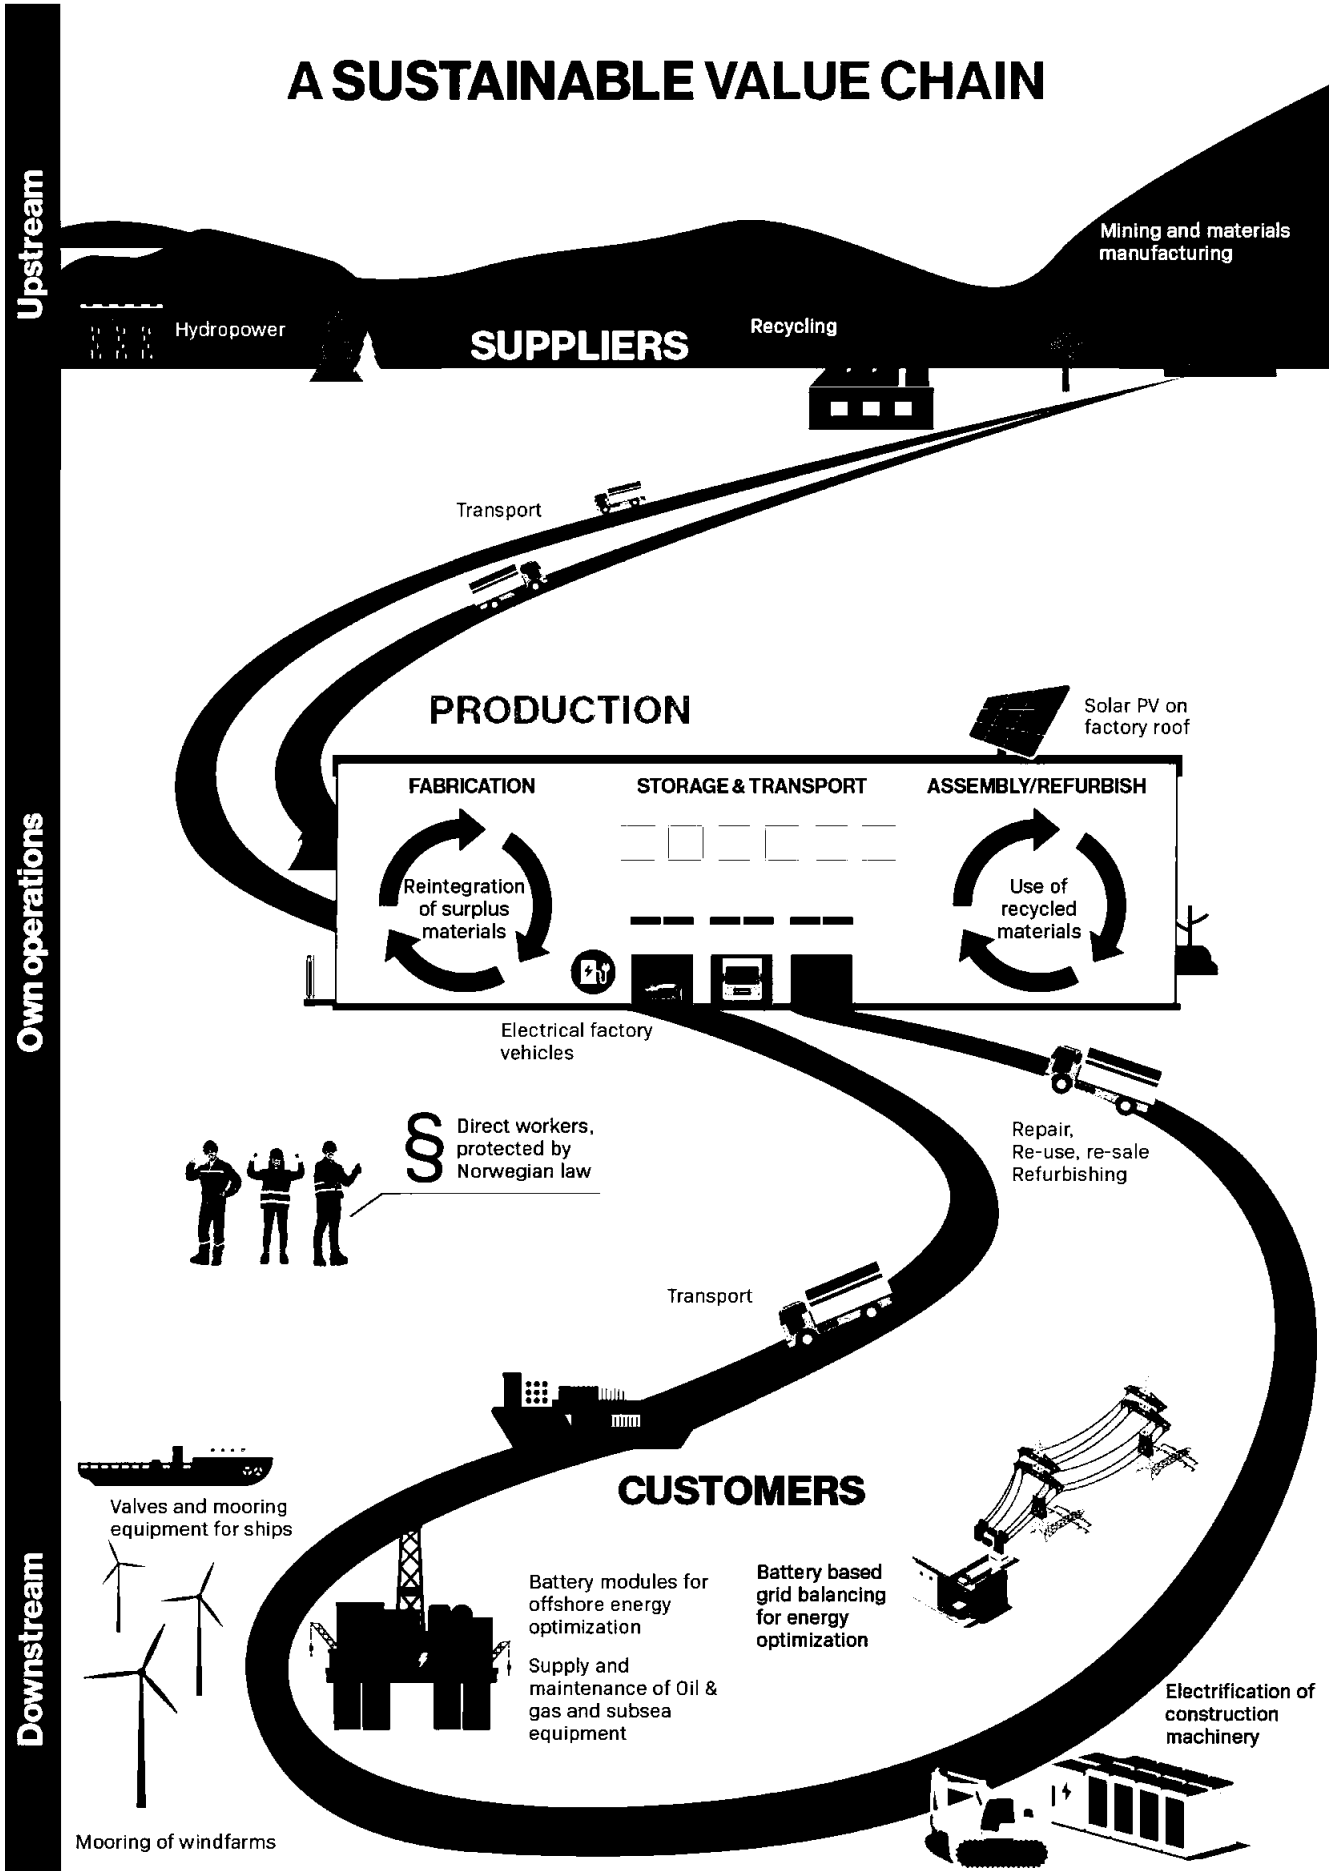 A SUSTAINABLE VALUE CHAIN
Upstream
Mining and materials
manufacturing
Hydropower
SUPPLIERS
Recycling
Transport
Own operations
PRODUCTION
Solar PV on
factory roof
FABRICATION
Reintegration
of surplus
materials
STORAGE & TRANSPORT
ASSEMBLY/REFURBISH
Use of
recycled
materials
Electrical factory
vehicles
§
Direct workers,
protected by
Norwegian law
Repair,
Re-use, re-sale
Refurbishing
Transport
Downstream
CUSTOMERS
Valves and mooring
equipment for ships
Battery modules for
offshore energy
optimization
Supply and
maintenance of Oil &
gas and subsea
equipment
Battery based
grid balancing
for energy
optimization
Electrification of
construction
machinery
Mooring of windfarms